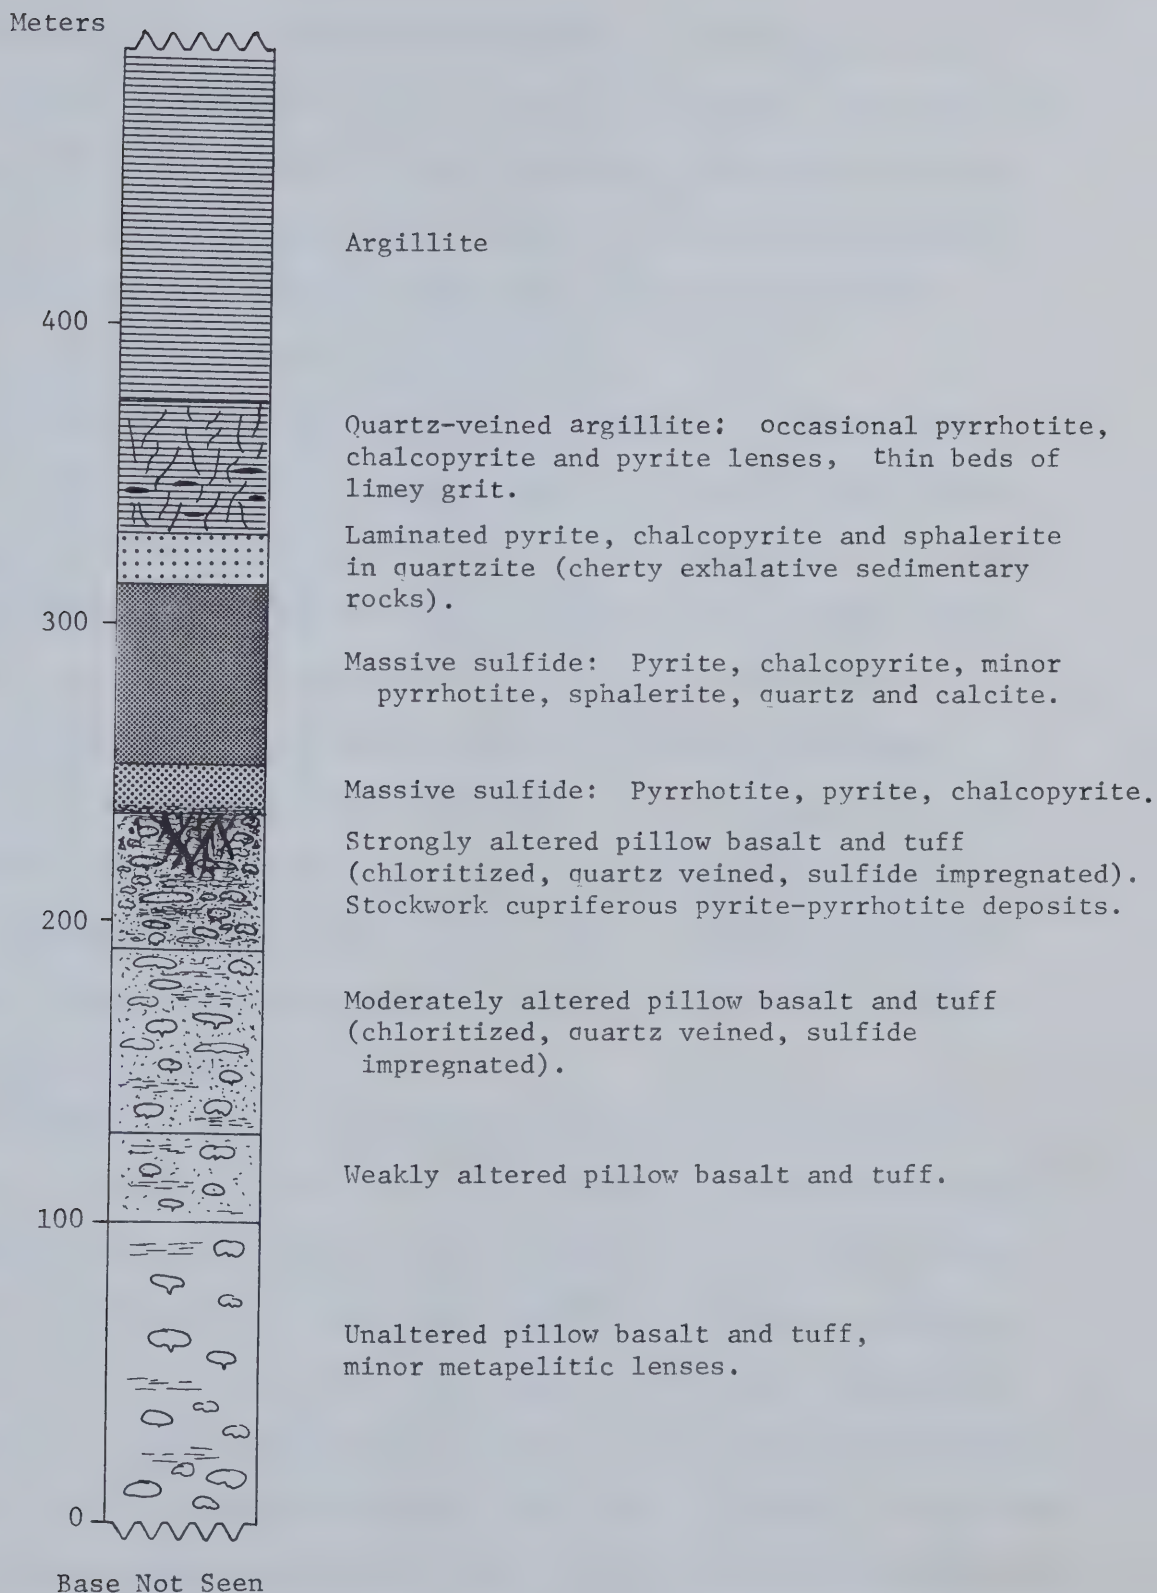 Meters
Argillite
400
Quartz-veined argillite: occasional pyrrhotite,
chalcopyrite and pyrite lenses, thin beds of
limey grit.
Laminated pyrite, chalcopyrite and sphalerite
in quartzite (cherty exhalative sedimentary
rocks).
300
Massive sulfide: Pyrite, chalcopyrite, minor
pyrrhotite, sphalerite, quartz and calcite.
Massive sulfide: Pyrrhotite, pyrite, chalcopyrite.
Strongly altered pillow basalt and tuff
(chloritized, quartz veined, sulfide impregnated).
200
Stockwork cupriferous pyrite-pyrrhotite deposits.
Moderately altered pillow basalt and tuff
(chloritized, quartz veined, sulfide
impregnated).
Weakly altered pillow basalt and tuff.
100
Unaltered pillow basalt and tuff,
minor metapelitic lenses.
0
Base Not Seen